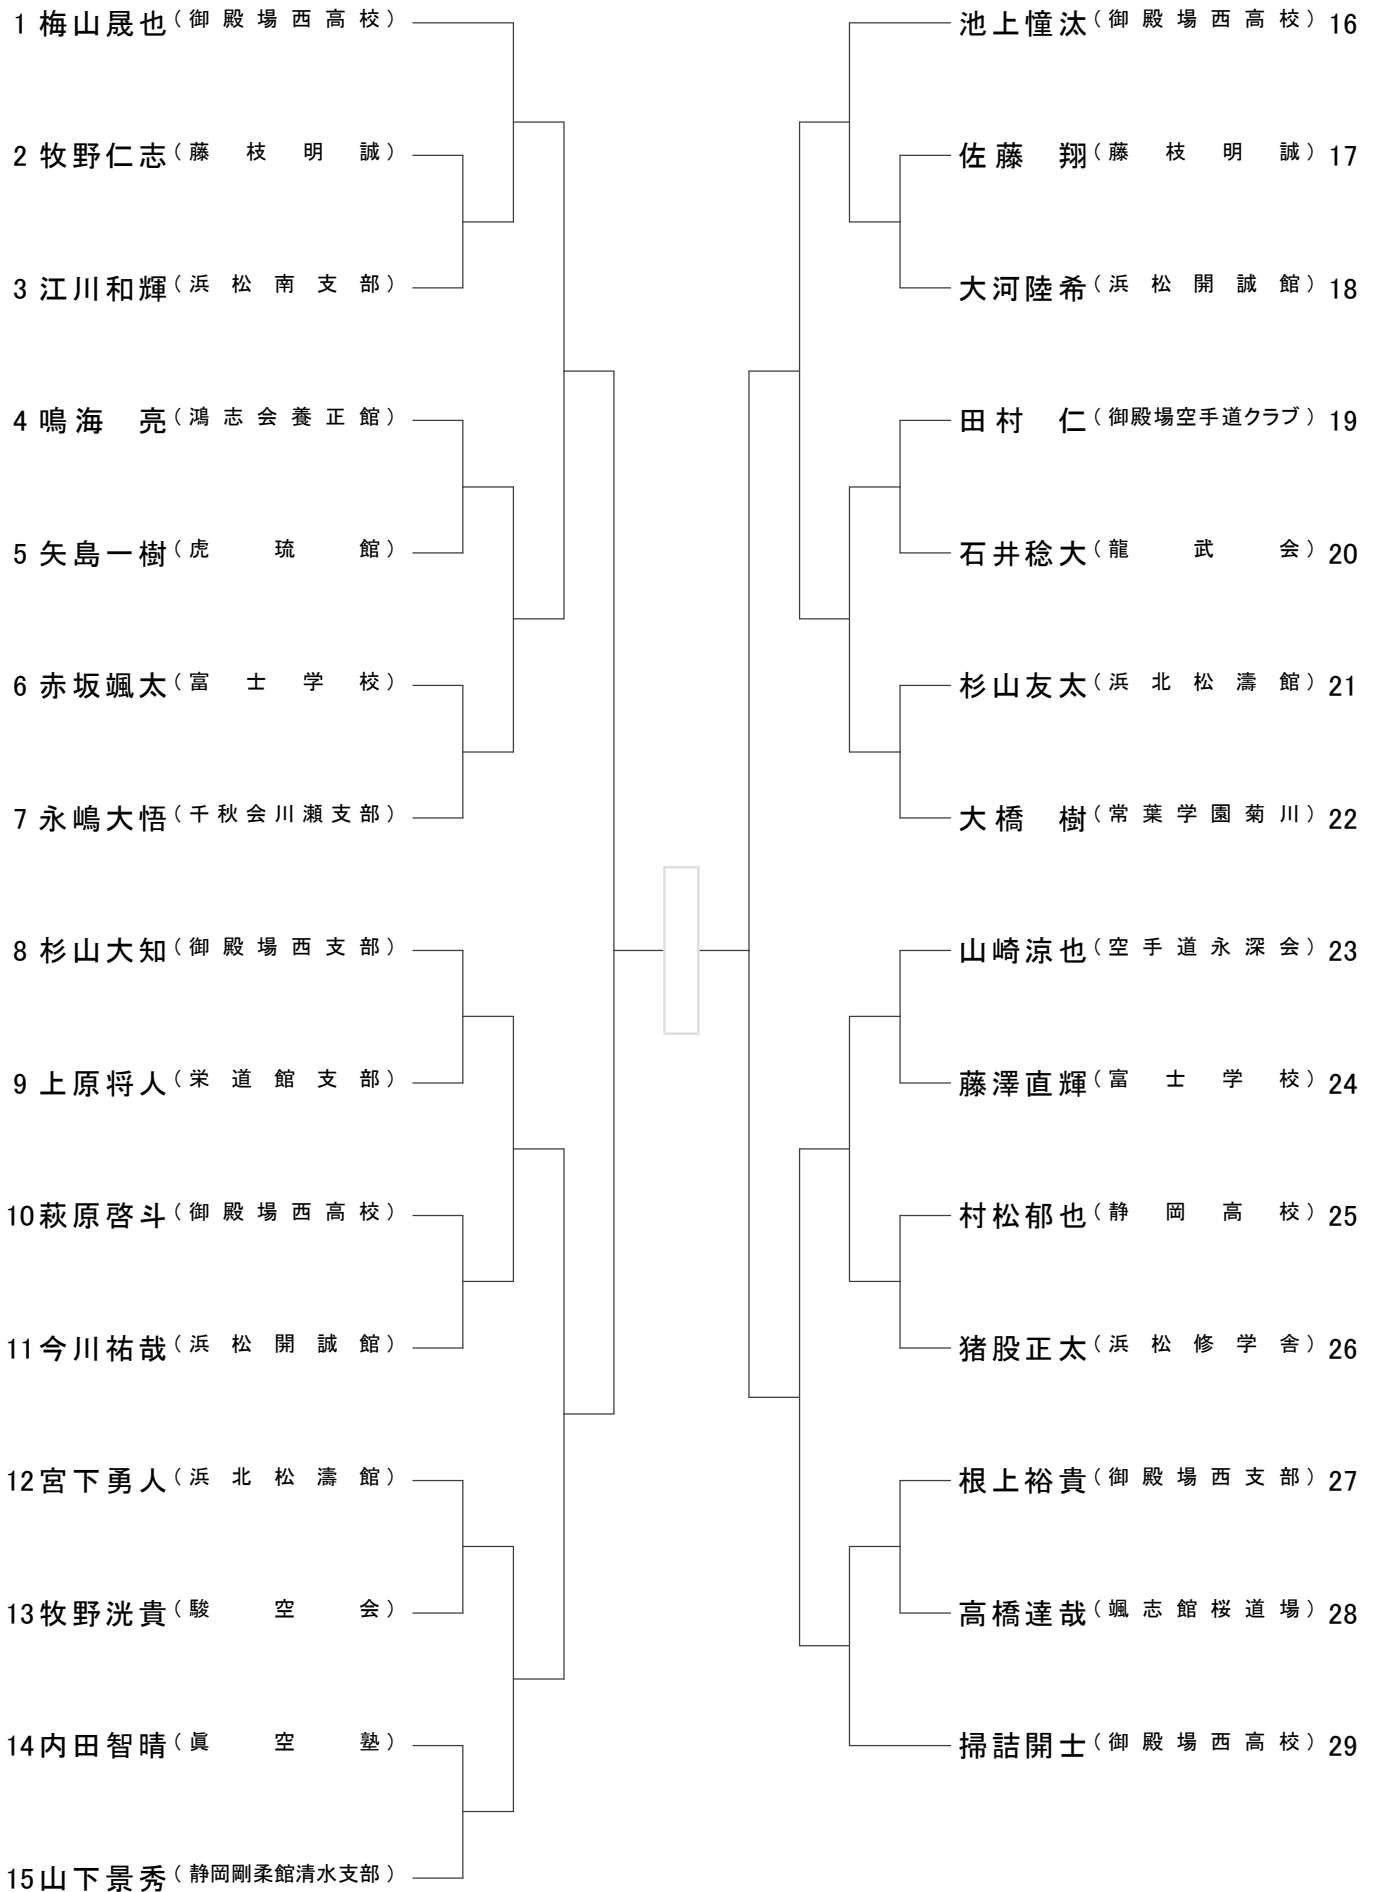 1 梅山晟也（御殿場西高校）
2 牧野仁志（藤枝明誠）
3 江川和輝（浜松南支部）
4 鳴海　亮（鴻志会養正館）
5 矢島一樹（虎琉館）
6 赤坂颯太（富士学校）
7 永嶋大悟（千秋会川瀬支部）
8 杉山大知（御殿場西支部）
9 上原将人（栄道館支部）
10 萩原啓斗（御殿場西高校）
11 今川祐哉（浜松開誠館）
12 宮下勇人（浜北松濤館）
13 牧野洸貴（駿空会）
14 内田智晴（眞空塾）
15 山下景秀（静岡剛柔館清水支部）
池上憧汰（御殿場西高校）16
佐藤　翔（藤枝明誠）17
大河陸希（浜松開誠館）18
田村　仁（御殿場空手道クラブ）19
石井稔大（龍武会）20
杉山友太（浜北松濤館）21
大橋　樹（常葉学園菊川）22
山崎涼也（空手道永深会）23
藤澤直輝（富士学校）24
村松郁也（静岡高校）25
猪股正太（浜松修学舎）26
根上裕貴（御殿場西支部）27
高橋達哉（颯志館桜道場）28
掃詰開士（御殿場西高校）29